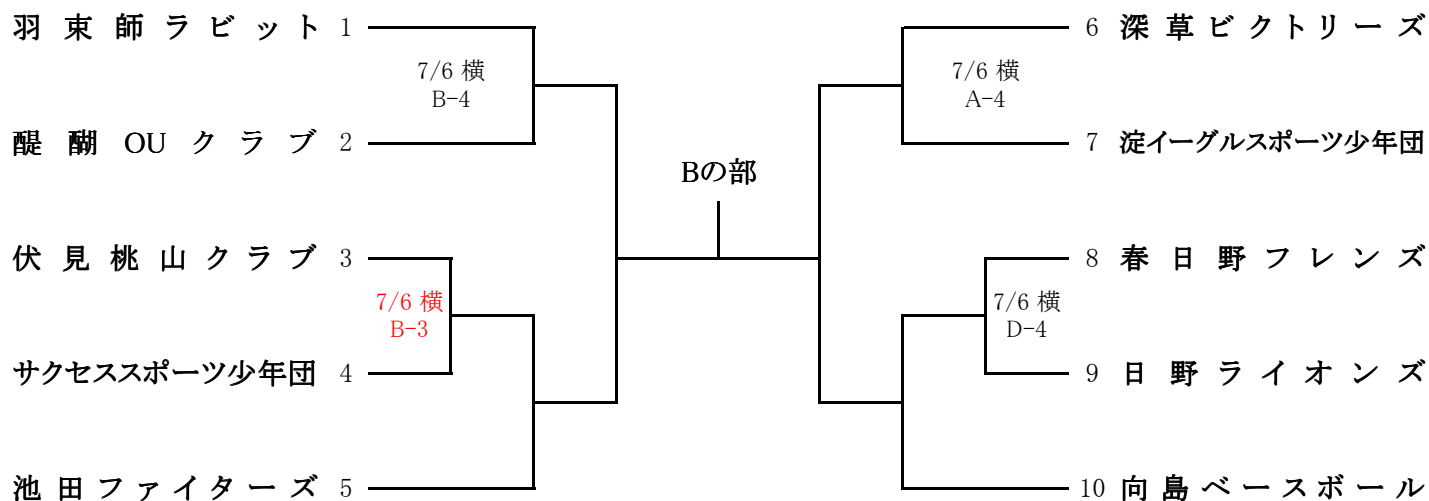 羽束師ラビット 1
7/6 横
B-4
醍醐OUクラブ 2
伏見桃山クラブ 3
7/6 横
B-3
サクセススポーツ少年団 4
池田ファイターズ 5
Bの部
6 深草ビクトリーズ
7/6 横
A-4
7 淀イーグルスポーツ少年団
8 春日野フレンズ
7/6 横
D-4
9 日野ライオンズ
10 向島ベースボール